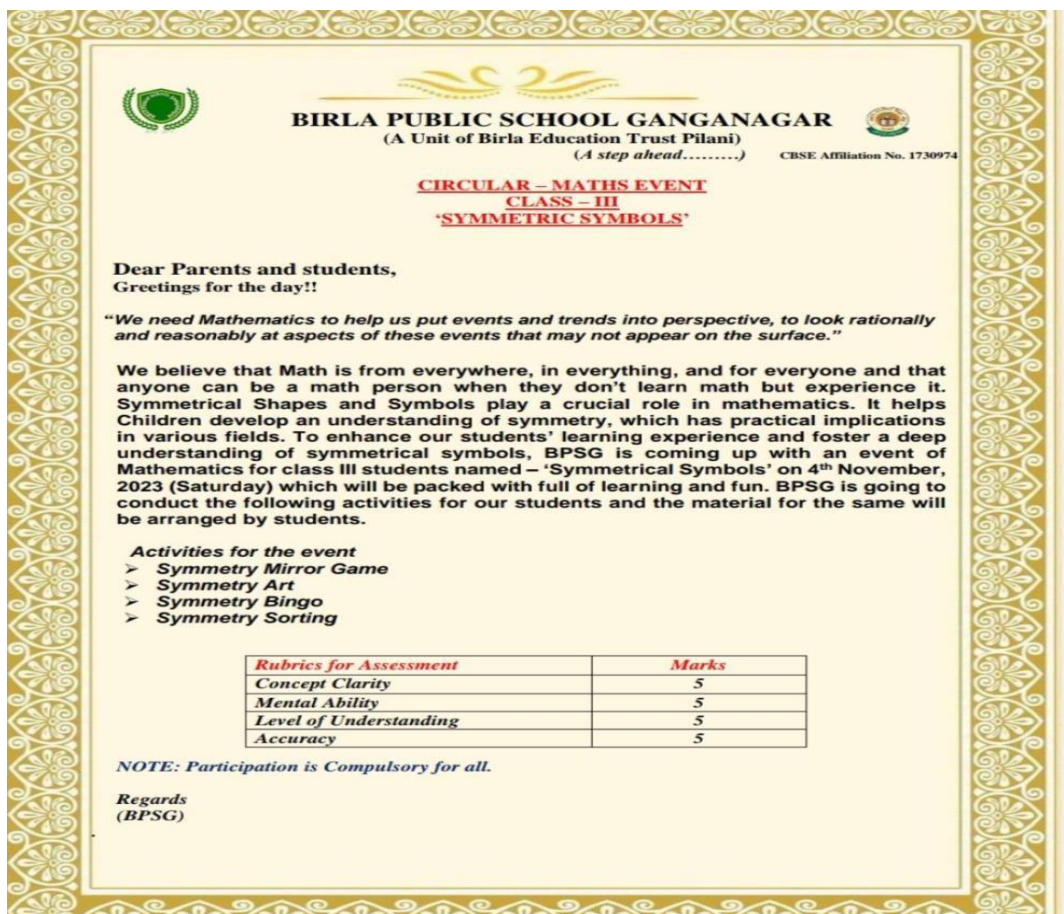 BIRLA PUBLIC SCHOOL GANGANAGAR
(A Unit of Birla Education Trust Pilani)
(A step ahead.........) CBSE Affiliation No. 1730974
CIRCULAR – MATHS EVENT
CLASS – III
‘SYMMETRIC SYMBOLS’
Dear Parents and students,
Greetings for the day!!
“We need Mathematics to help us put events and trends into perspective, to look rationally
and reasonably at aspects of these events that may not appear on the surface.”
We believe that Math is from everywhere, in everything, and for everyone and that
anyone can be a math person when they don’t learn math but experience it.
Symmetrical Shapes and Symbols play a crucial role in mathematics. It helps
Children develop an understanding of symmetry, which has practical implications
in various fields. To enhance our students’ learning experience and foster a deep
understanding of symmetrical symbols, BPSG is coming up with an event of
Mathematics for class III students named – ‘Symmetrical Symbols’ on 4th November,
2023 (Saturday) which will be packed with full of learning and fun. BPSG is going to
conduct the following activities for our students and the material for the same will
be arranged by students.
Activities for the event
➢ Symmetry Mirror Game
➢ Symmetry Art
➢ Symmetry Bingo
➢ Symmetry Sorting
Rubrics for Assessment Marks
Concept Clarity 5
Mental Ability 5
Level of Understanding 5
Accuracy 5
NOTE: Participation is Compulsory for all.
Regards
(BPSG)
.